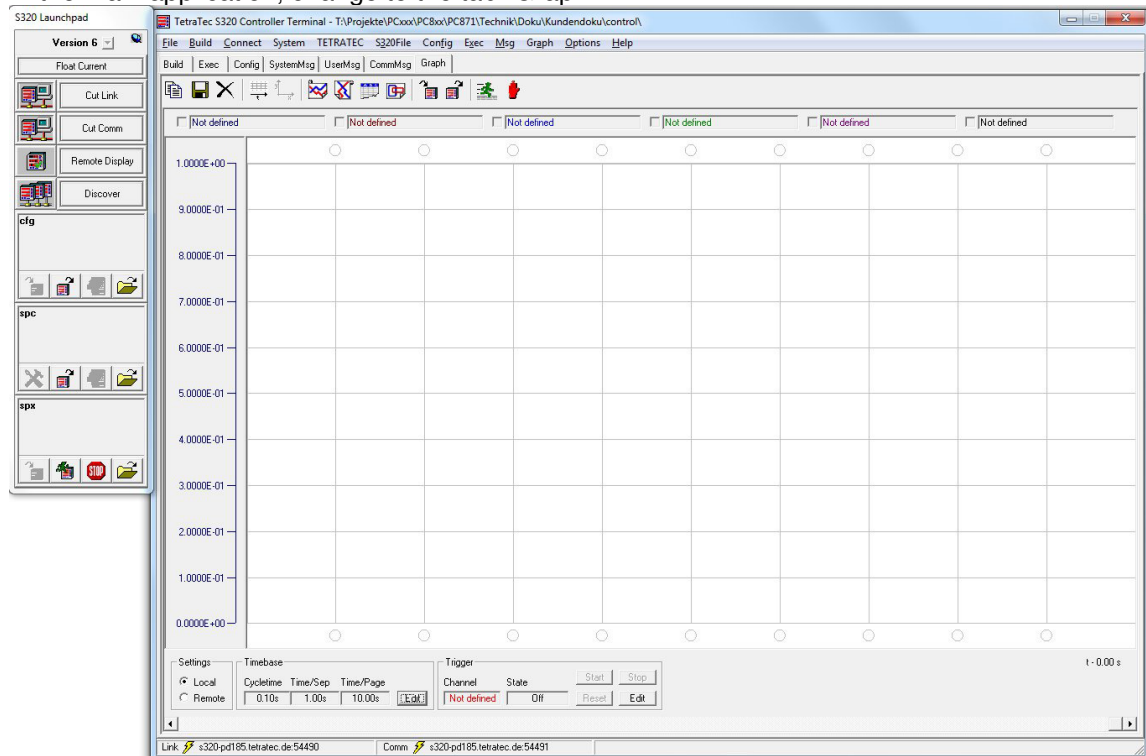 S320 Launchpad
Version 6
Float Current
Cut Link
Cut Comm
Remote Display
Discover
cfg
spc
spx
STOP
TetraTec S320 Controller Terminal - T:\Projekte\PCxxx\PC8xx\PC871\Technik\Doku\Kundendoku\control\
File Build Connect System TETRATEC S320File Config Exec Msg Graph Options Help
Build Exec Config SystemMsg UserMsg CommMsg Graph
Not defined Not defined Not defined Not defined Not defined Not defined
1.0000E+00
9.0000E-01
8.0000E-01
7.0000E-01
6.0000E-01
5.0000E-01
4.0000E-01
3.0000E-01
2.0000E-01
1.0000E-01
0.0000E+00
t - 0.00 s
Settings Timebase Trigger
Local Cycletime Time/Sep Time/Page Channel State Start Stop
Remote 0.10s 1.00s 10.00s Edit Not defined Off Reset Edit
Link s320-pd185.tetratec.de:54490 Comm s320-pd185.tetratec.de:54491